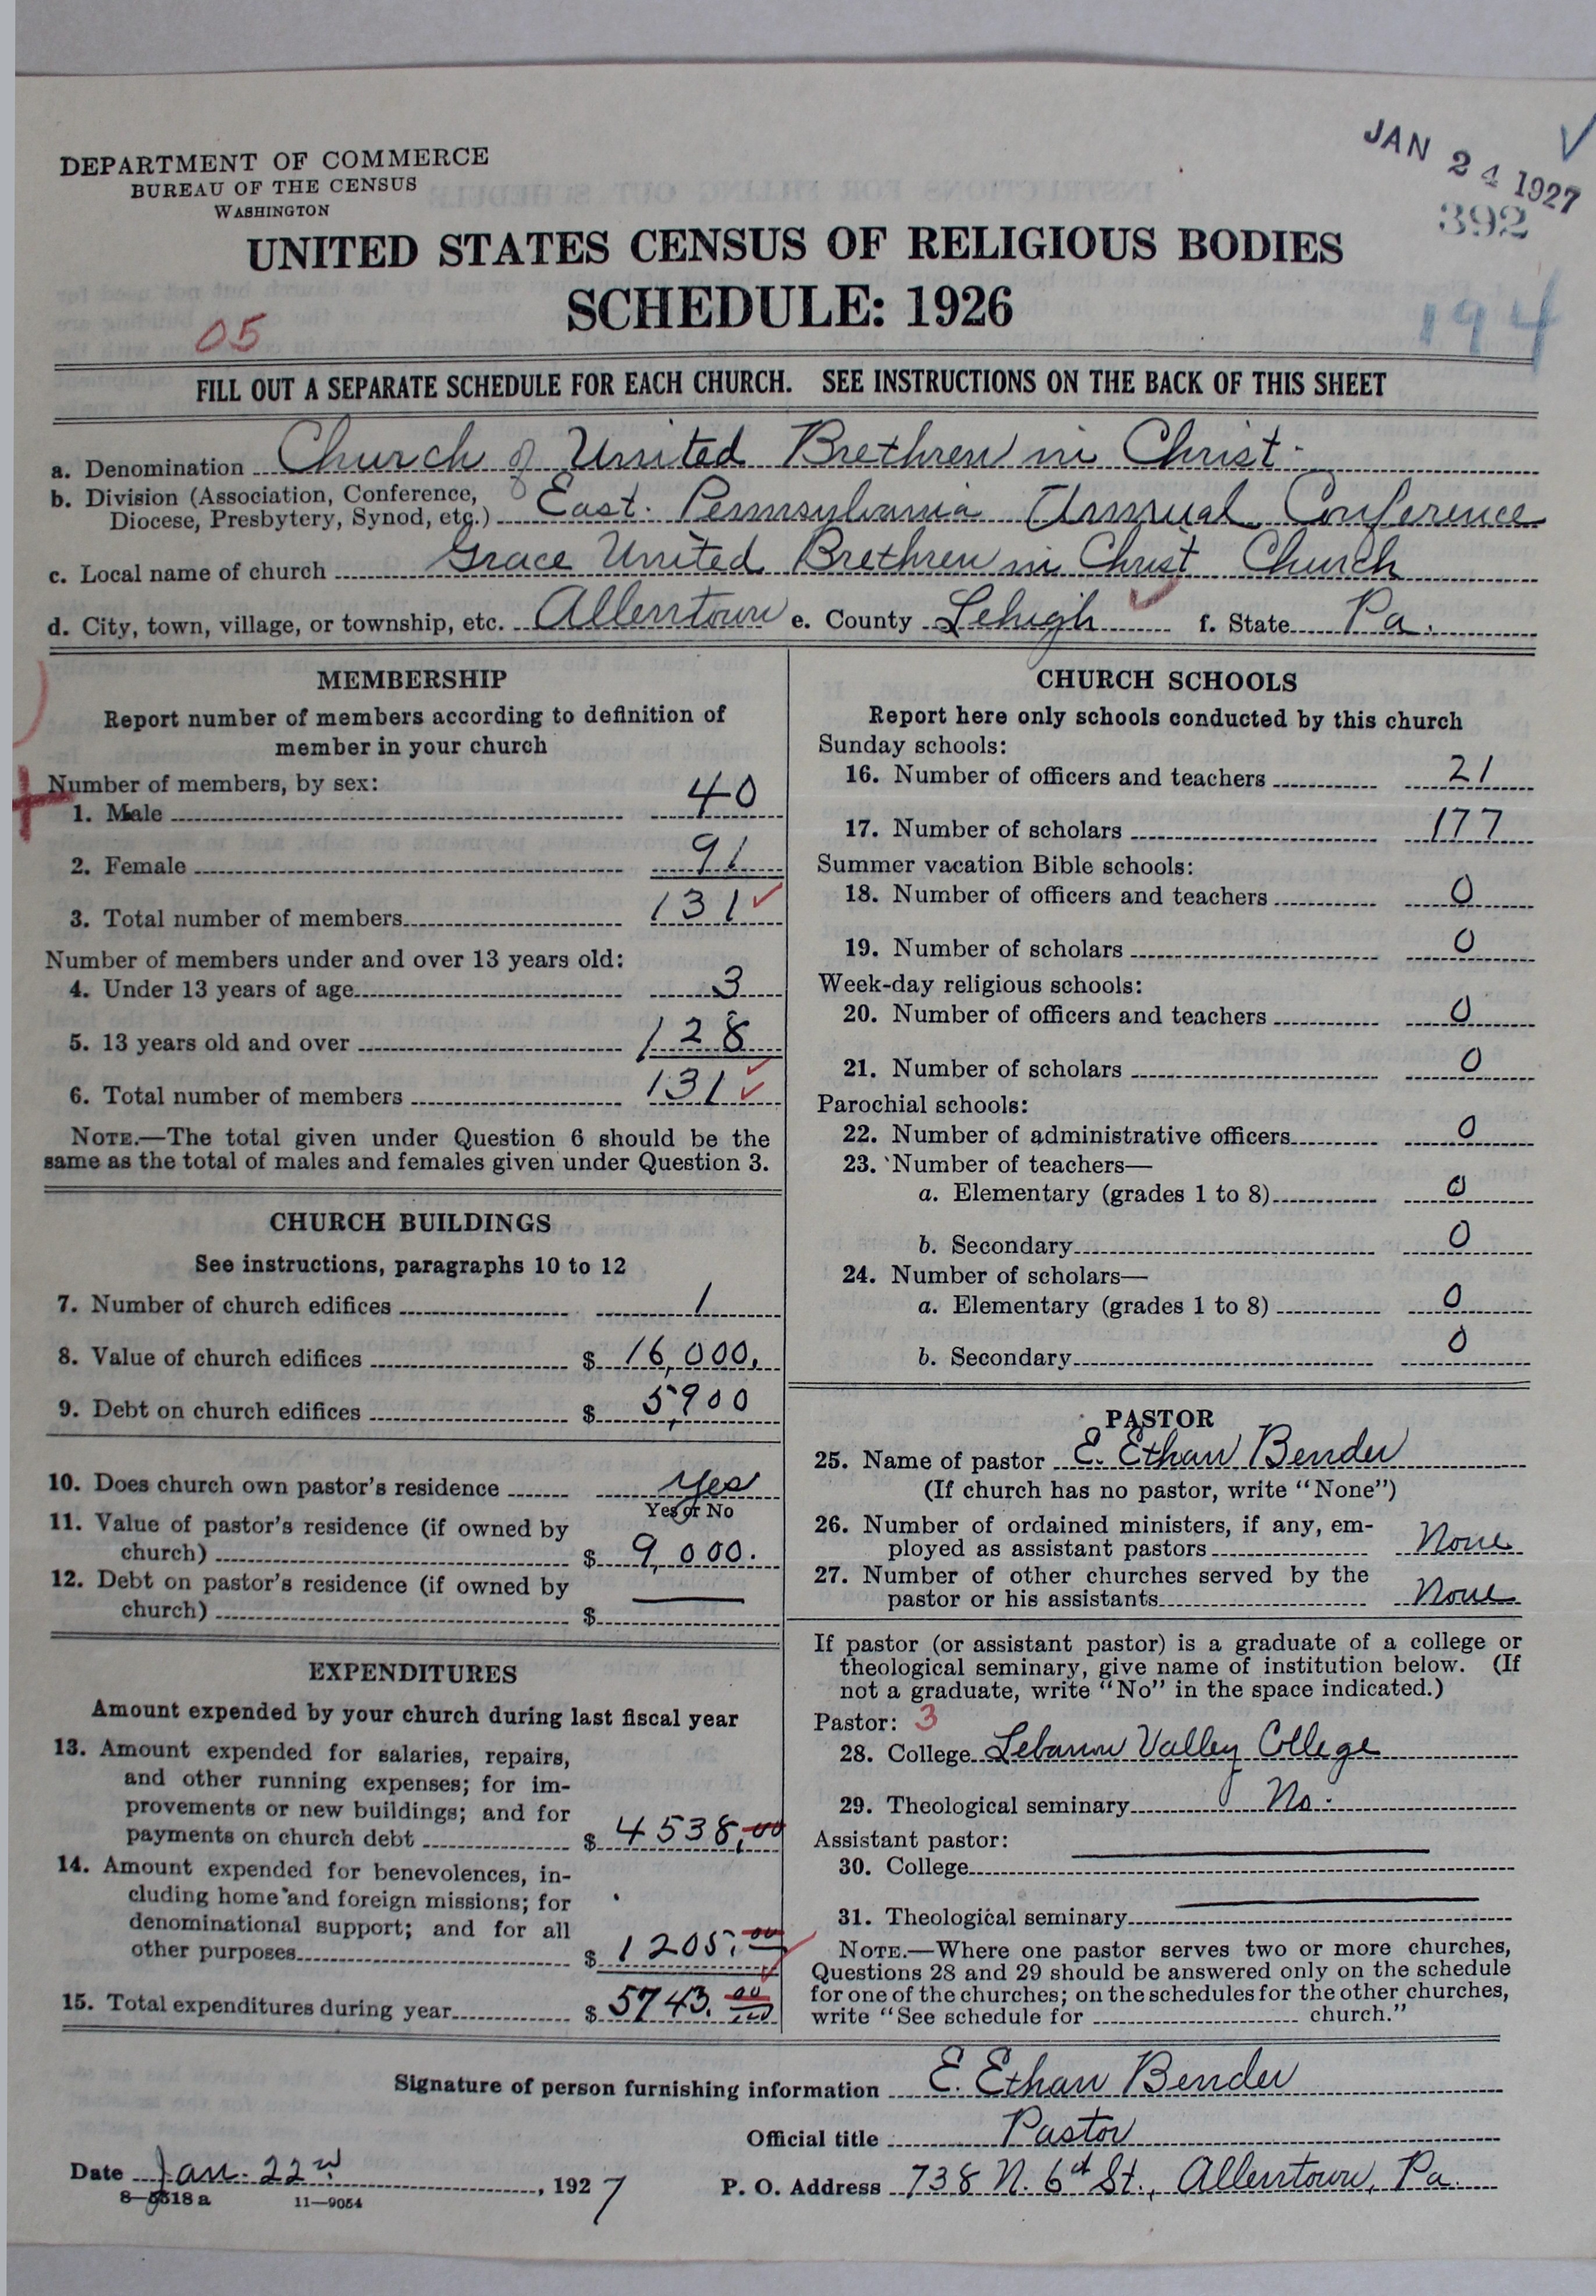 JAN 24 1927
392
194
DEPARTMENT OF COMMERCE
BUREAU OF THE CENSUS
WASHINGTON
UNITED STATES CENSUS OF RELIGIOUS BODIES
SCHEDULE: 1926
05
FILL OUT A SEPARATE SCHEDULE FOR EACH CHURCH. SEE INSTRUCTIONS ON THE BACK OF THIS SHEET
a. Denomination Church of United Brethren in Christ
b. Division (Association, Conference,
Diocese, Presbytery, Synod, etc.) East. Pennsylvania Annual Conference
c. Local name of church Grace United Brethren in Christ Church
d. City, town, village, or township, etc. Allentown e. County Lehigh f. State Pa.
MEMBERSHIP
Report number of members according to definition of
member in your church
Number of members, by sex:
1. Male 40
2. Female 91
3. Total number of members 131
Number of members under and over 13 years old:
4. Under 13 years of age 3
5. 13 years old and over 128
6. Total number of members 131
NOTE.—The total given under Question 6 should be the
same as the total of males and females given under Question 3.
CHURCH BUILDINGS
See instructions, paragraphs 10 to 12
7. Number of church edifices 1
8. Value of church edifices $ 16,000.
9. Debt on church edifices $ 5,900
10. Does church own pastor's residence yes
Yes or No
11. Value of pastor's residence (if owned by
church) $ 9,000.
12. Debt on pastor's residence (if owned by
church) $ —
EXPENDITURES
Amount expended by your church during last fiscal year
13. Amount expended for salaries, repairs,
and other running expenses; for im-
provements or new buildings; and for
payments on church debt $ 4538.00
14. Amount expended for benevolences, in-
cluding home and foreign missions; for
denominational support; and for all
other purposes $ 1205.00
15. Total expenditures during year $ 5743.00
CHURCH SCHOOLS
Report here only schools conducted by this church
Sunday schools:
16. Number of officers and teachers 21
17. Number of scholars 177
Summer vacation Bible schools:
18. Number of officers and teachers 0
19. Number of scholars 0
Week-day religious schools:
20. Number of officers and teachers 0
21. Number of scholars 0
Parochial schools:
22. Number of administrative officers 0
23. Number of teachers—
a. Elementary (grades 1 to 8) 0
b. Secondary 0
24. Number of scholars—
a. Elementary (grades 1 to 8) 0
b. Secondary 0
PASTOR
25. Name of pastor E. Ethan Bender
(If church has no pastor, write "None")
26. Number of ordained ministers, if any, em-
ployed as assistant pastors None
27. Number of other churches served by the
pastor or his assistants None
If pastor (or assistant pastor) is a graduate of a college or
theological seminary, give name of institution below. (If
not a graduate, write "No" in the space indicated.)
Pastor: 3
28. College Lebanon Valley College
29. Theological seminary No.
Assistant pastor:
30. College —
31. Theological seminary —
NOTE.—Where one pastor serves two or more churches,
Questions 28 and 29 should be answered only on the schedule
for one of the churches; on the schedules for the other churches,
write "See schedule for church."
Signature of person furnishing information E. Ethan Bender
Official title Pastor
Date Jan. 22nd, 1927 P. O. Address 738 N. 6th St., Allentown, Pa.
8—5318 a 11—9054